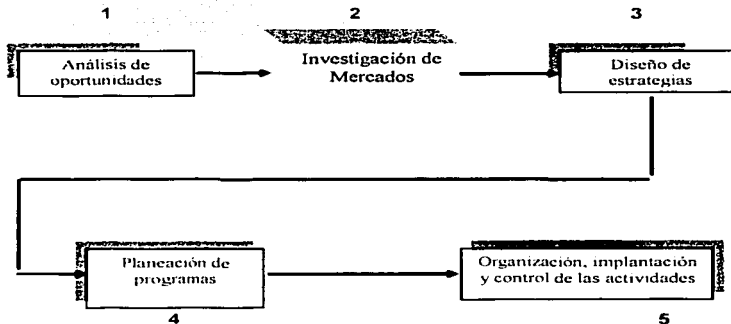 1
2
3
Análisis de
oportunidades
Investigación de
Mercados
Diseño de
estrategias
Planeación de
programas
4
Organización, implantación
y control de las actividades
5